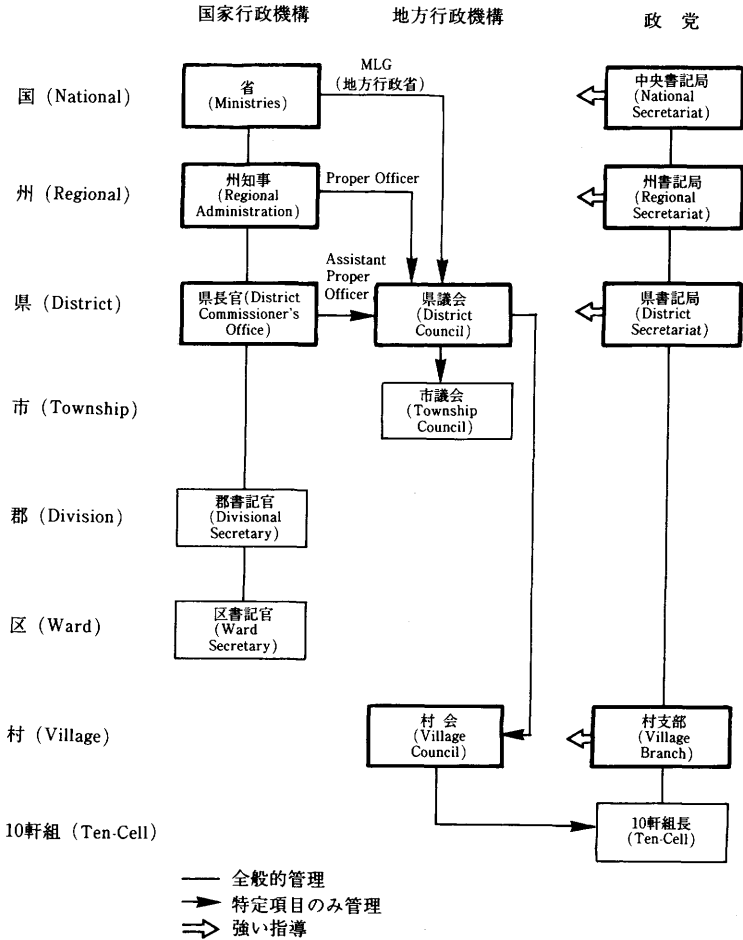 国家行政機構 地方行政機構 政 党
国 (National)
省
(Ministries)
MLG
(地方行政省)
中央書記局
(National
Secretariat)
州 (Regional)
州知事
(Regional
Administration)
Proper Officer
州書記局
(Regional
Secretariat)
県 (District)
県長官(District
Commissioner's
Office)
Assistant
Proper
Officer
県議会
(District
Council)
県書記局
(District
Secretariat)
市 (Township)
市議会
(Township
Council)
郡 (Division)
郡書記官
(Divisional
Secretary)
区 (Ward)
区書記官
(Ward
Secretary)
村 (Village)
村 会
(Village
Council)
村支部
(Village
Branch)
10軒組 (Ten-Cell)
10軒組長
(Ten-Cell)
全般的管理
特定項目のみ管理
強い指導